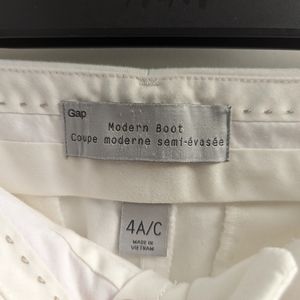 Gap
Modern Boot
Coupe moderne semi-évasée
4A/C
MADE IN
VIETNAM